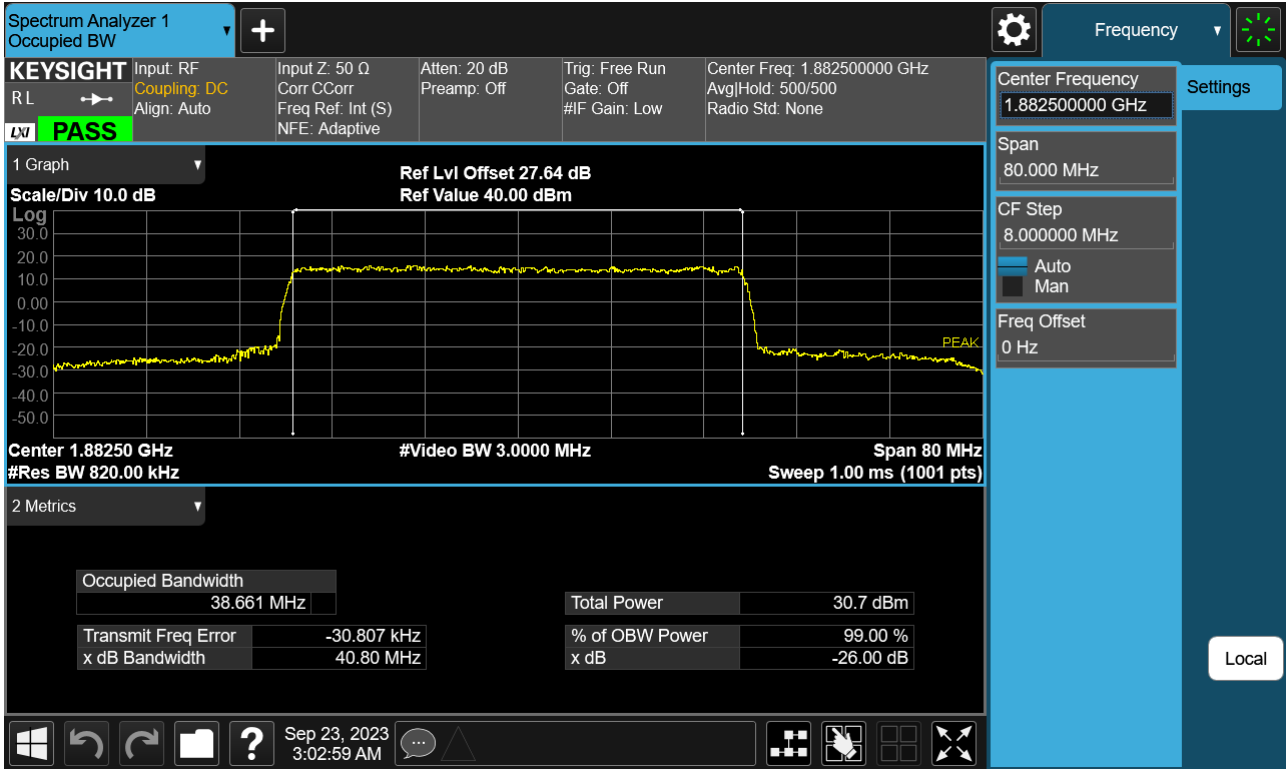 Spectrum Analyzer 1
Occupied BW
Frequency
KEYSIGHT
R L
LXI
PASS
Input: RF
Coupling: DC
Align: Auto
Input Z: 50 Ω
Corr CCorr
Freq Ref: Int (S)
NFE: Adaptive
Atten: 20 dB
Preamp: Off
Trig: Free Run
Gate: Off
#IF Gain: Low
Center Freq: 1.882500000 GHz
Avg|Hold: 500/500
Radio Std: None
Center Frequency
1.882500000 GHz
Settings
Span
80.000 MHz
CF Step
8.000000 MHz
Auto
Man
Freq Offset
0 Hz
Local
1 Graph
Scale/Div 10.0 dB
Ref Lvl Offset 27.64 dB
Ref Value 40.00 dBm
Log
30.0
20.0
10.0
0.00
-10.0
-20.0
-30.0
-40.0
-50.0
PEAK
Center 1.88250 GHz
#Video BW 3.0000 MHz
Span 80 MHz
#Res BW 820.00 kHz
Sweep 1.00 ms (1001 pts)
2 Metrics
Occupied Bandwidth
38.661 MHz
Total Power 30.7 dBm
Transmit Freq Error -30.807 kHz
% of OBW Power 99.00 %
x dB Bandwidth 40.80 MHz
x dB -26.00 dB
?
Sep 23, 2023
3:02:59 AM